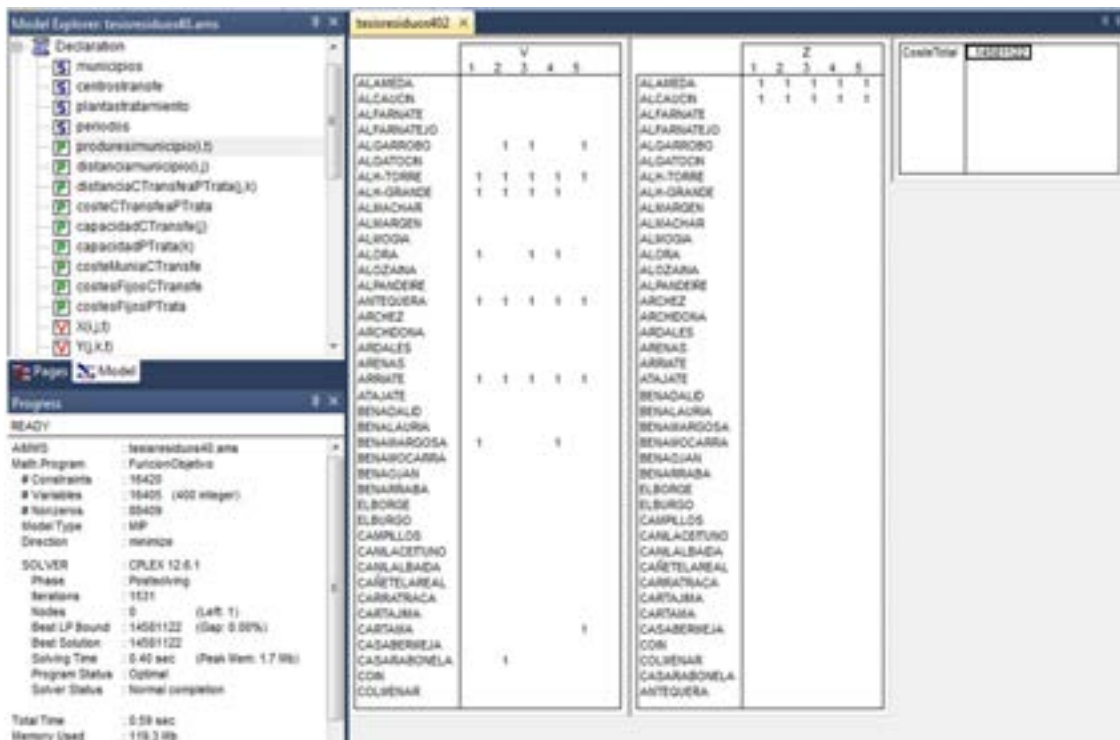 Model Explorer: tesisresiduos40.ams
Declaration
S municipios
S centrostransfe
S plantastratamiento
S periodos
P produresimunicipio(i,t)
P distanciamunicipio(i,j)
P distanciaCTransfeaPTrata(j,k)
P costeCTransfeaPTrata
P capacidadCTransfe(j)
P capacidadPTrata(k)
P costeMuniaCTransfe
P costesFijosCTransfe
P costesFijosPTrata
V X(i,j,t)
V Y(j,k,t)
Pages Model
Progress
READY
AIMMS : tesisresiduos40.ams
Math.Program : FuncionObjetivo
# Constraints : 16420
# Variables : 16405 (400 integer)
# Nonzeros : 88409
Model Type : MIP
Direction : minimize
SOLVER : CPLEX 12.6.1
Phase : Postsolving
Iterations : 1531
Nodes : 0 (Left: 1)
Best LP Bound : 14581122 (Gap: 0.00%)
Best Solution : 14581122
Solving Time : 0.40 sec (Peak Mem: 1.7 Mb)
Program Status : Optimal
Solver Status : Normal completion
Total Time : 0.59 sec
Memory Used : 119.3 Mb
tesisresiduos402
V
1 2 3 4 5
ALAMEDA
ALCAUCIN
ALFARNATE
ALFARNATEJO
ALGARROBO 1 1 1
ALGATOCIN
ALH-TORRE 1 1 1 1 1
ALH-GRANDE 1 1 1 1
ALMACHAR
ALMARGEN
ALMOGIA
ALORA 1 1 1
ALOZAINA
ALPANDEIRE
ANTEQUERA 1 1 1 1 1
ARCHEZ
ARCHIDONA
ARDALES
ARENAS
ARRIATE 1 1 1 1 1
ATAJATE
BENADALID
BENALAURIA
BENAMARGOSA 1 1
BENAMOCARRA
BENAOJAN
BENARRABA
ELBORGE
ELBURGO
CAMPILLOS
CANILACEITUNO
CANILALBAIDA
CAÑETELAREAL
CARRATRACA
CARTAJIMA
CARTAMA 1
CASABERMEJA
CASARABONELA 1
COIN
COLMENAR
Z
1 2 3 4 5
ALAMEDA 1 1 1 1 1
ALCAUCIN 1 1 1 1 1
ALFARNATE
ALFARNATEJO
ALGARROBO
ALGATOCIN
ALH-TORRE
ALH-GRANDE
ALMARGEN
ALMACHAR
ALMOGIA
ALORA
ALOZAINA
ALPANDEIRE
ARCHEZ
ARCHIDONA
ARDALES
ARENAS
ARRIATE
ATAJATE
BENADALID
BENALAURIA
BENAMARGOSA
BENAMOCARRA
BENAOJAN
BENARRABA
ELBORGE
ELBURGO
CAMPILLOS
CANILACEITUNO
CANILALBAIDA
CAÑETELAREAL
CARRATRACA
CARTAJIMA
CARTAMA
CASABERMEJA
COIN
COLMENAR
CASARABONELA
ANTEQUERA
CosteTotal 14581122